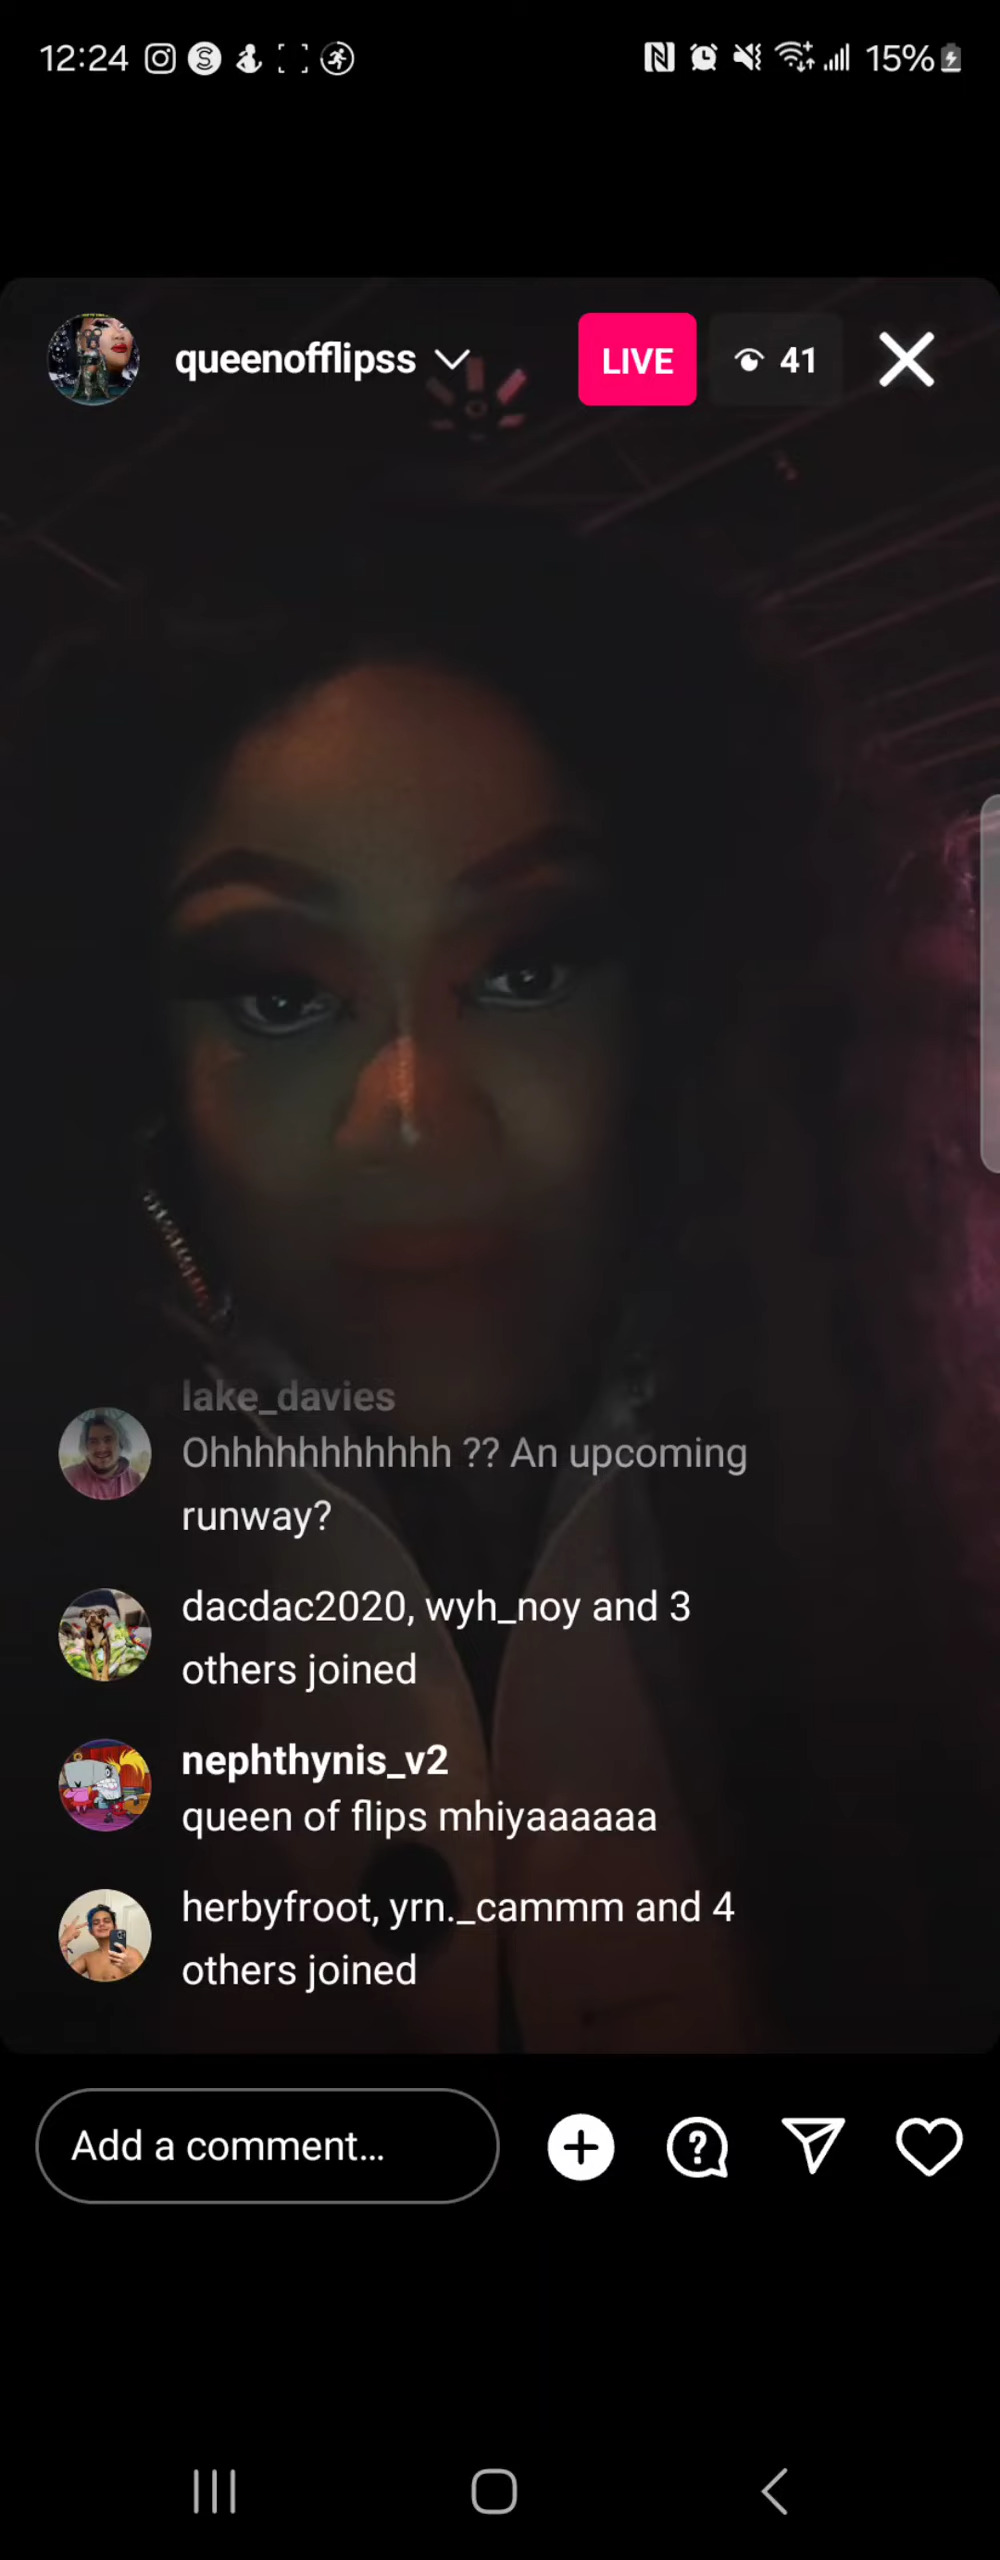 12:24
15%
queenofflipss
LIVE
41
lake_davies
Ohhhhhhhhhhh ?? An upcoming
runway?
dacdac2020, wyh_noy and 3
others joined
nephthynis_v2
queen of flips mhiyaaaaaa
herbyfroot, yrn._cammm and 4
others joined
Add a comment...